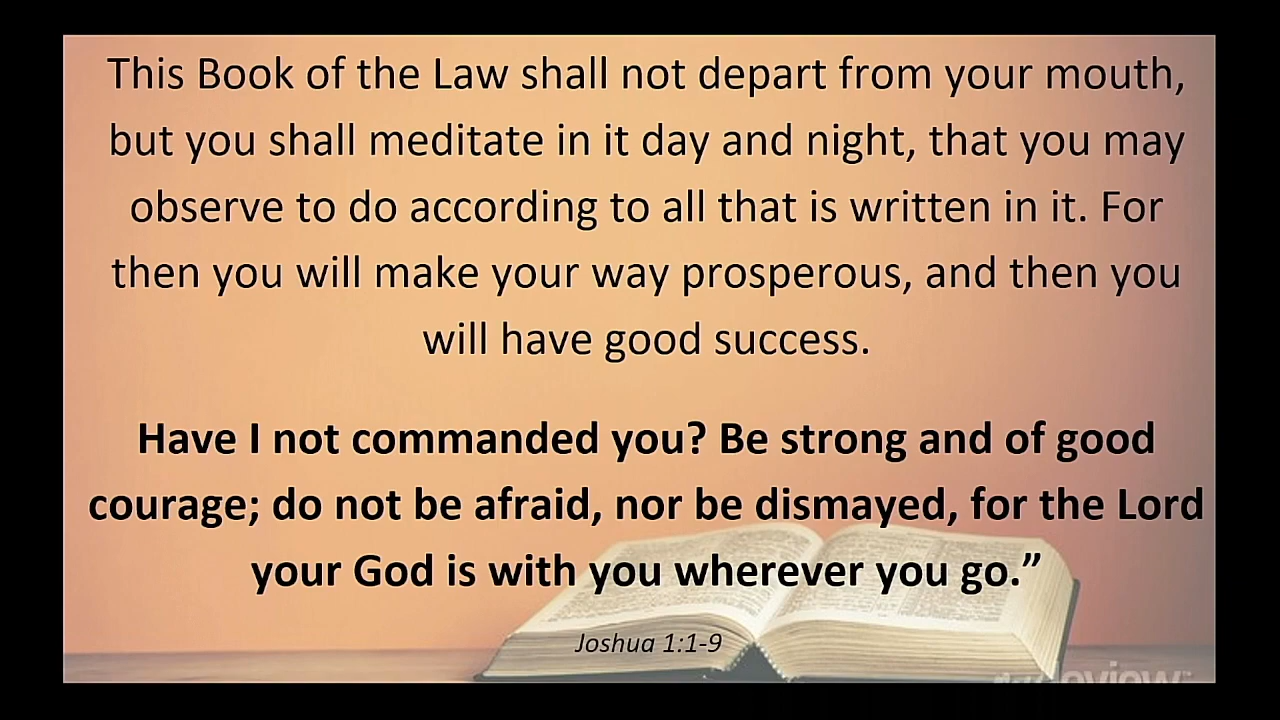 This Book of the Law shall not depart from your mouth,
but you shall meditate in it day and night, that you may
observe to do according to all that is written in it. For
then you will make your way prosperous, and then you
will have good success.
Have I not commanded you? Be strong and of good
courage; do not be afraid, nor be dismayed, for the Lord
your God is with you wherever you go.”
Joshua 1:1-9